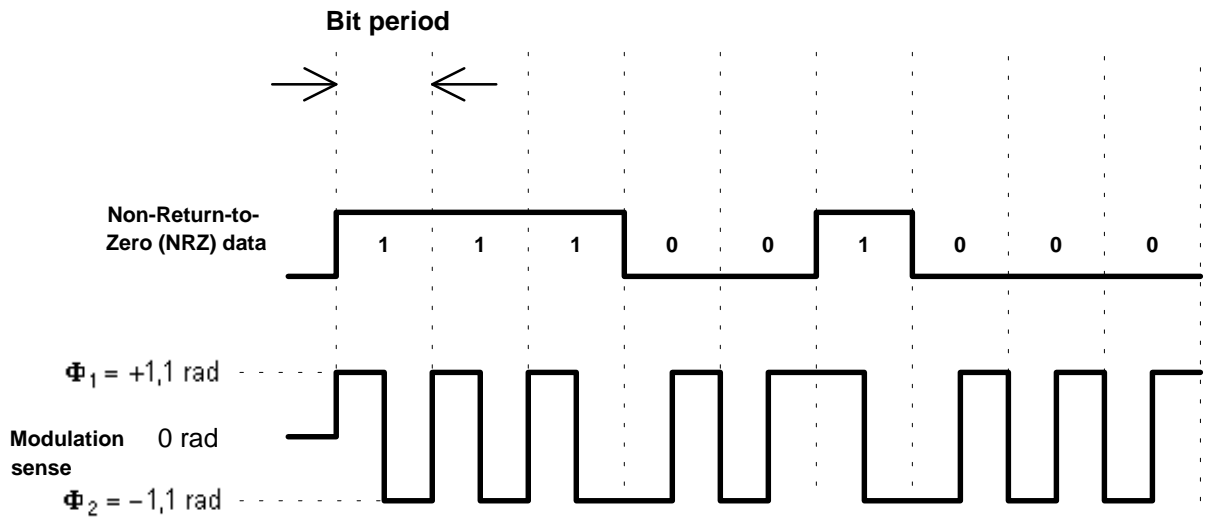 Bit period
Non-Return-to-
Zero (NRZ) data
1 1 1 0 0 1 0 0 0
Φ1 = +1,1 rad
Modulation 0 rad
sense
Φ2 = −1,1 rad